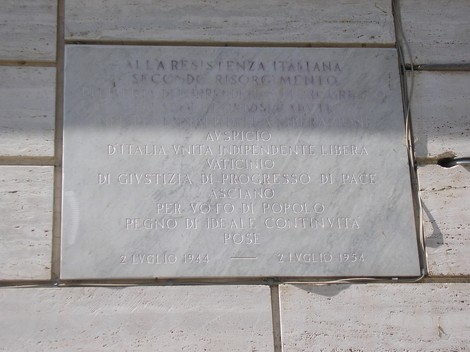 ALLA RESISTENZA ITALIANA
SECONDO RISORGIMENTO
AVSPICIO
D'ITALIA VNITA INDIPENDENTE LIBERA
VATICINIO
DI GIVSTIZIA DI PROGRESSO DI PACE
ASCIANO
PER VOTO DI POPOLO
PEGNO DI IDEALE CONTINVITÀ
POSE
2 LVGLIO 1944 — 2 LVGLIO 1954